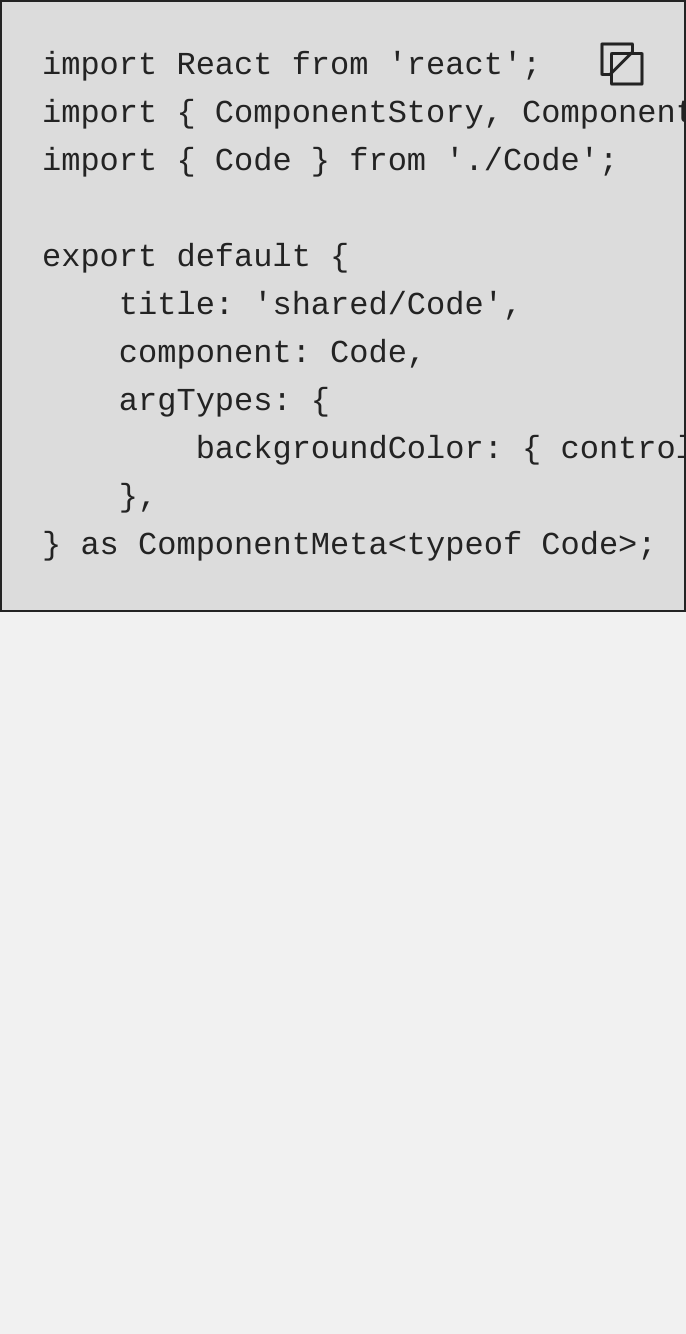 import React from 'react';
import { ComponentStory, Component
import { Code } from './Code';

export default {
    title: 'shared/Code',
    component: Code,
    argTypes: {
        backgroundColor: { control
    },
} as ComponentMeta<typeof Code>;